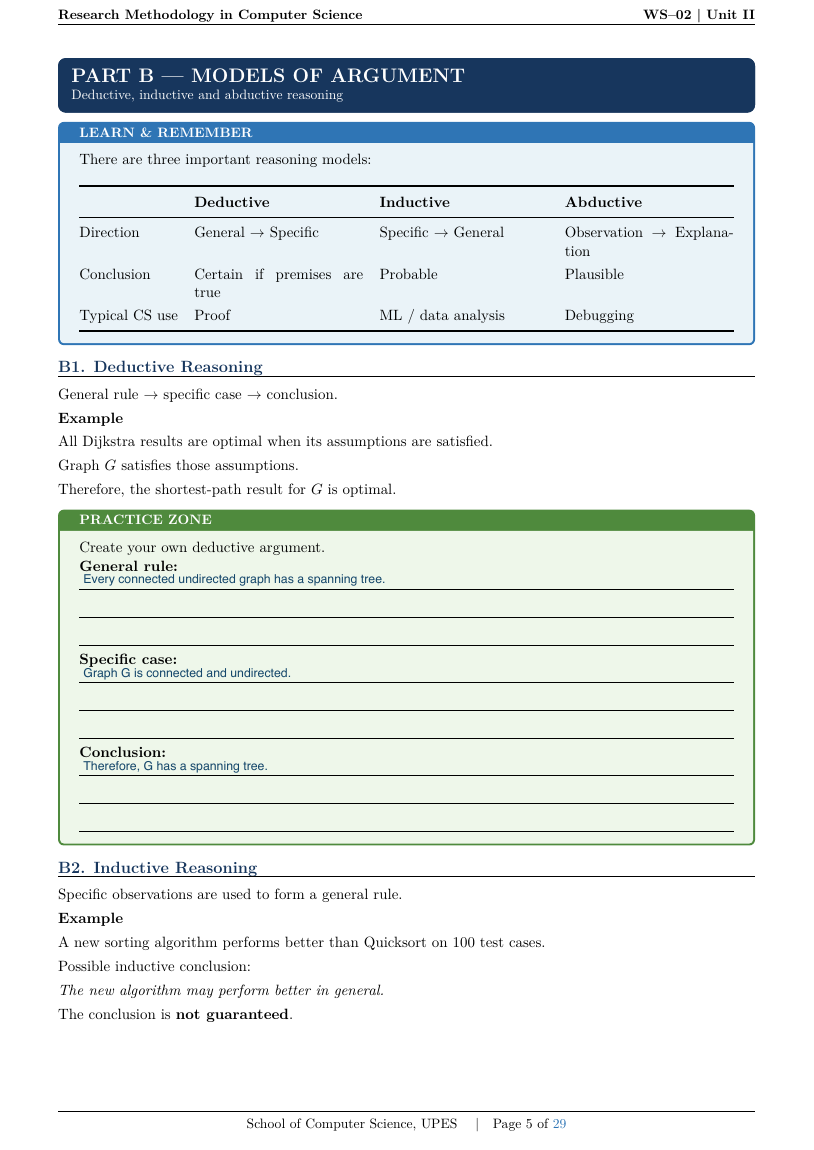 Research Methodology in Computer Science WS–02 | Unit II
PART B — MODELS OF ARGUMENT
Deductive, inductive and abductive reasoning
LEARN & REMEMBER
There are three important reasoning models:
Deductive Inductive Abductive
Direction General → Specific Specific → General Observation → Explana-
tion
Conclusion Certain if premises are Probable Plausible
true
Typical CS use Proof ML / data analysis Debugging
B1. Deductive Reasoning
General rule → specific case → conclusion.
Example
All Dijkstra results are optimal when its assumptions are satisfied.
Graph G satisfies those assumptions.
Therefore, the shortest-path result for G is optimal.
PRACTICE ZONE
Create your own deductive argument.
General rule:
Every connected undirected graph has a spanning tree.
Specific case:
Graph G is connected and undirected.
Conclusion:
Therefore, G has a spanning tree.
B2. Inductive Reasoning
Specific observations are used to form a general rule.
Example
A new sorting algorithm performs better than Quicksort on 100 test cases.
Possible inductive conclusion:
The new algorithm may perform better in general.
The conclusion is not guaranteed.
School of Computer Science, UPES | Page 5 of 29